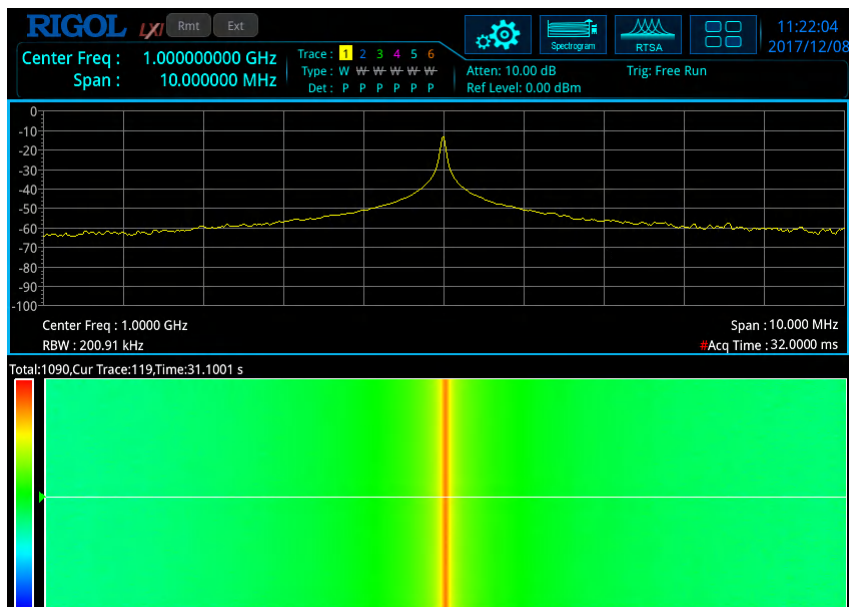 RIGOL LXI Rmt Ext
Spectrogram
RTSA
11:22:04
2017/12/08
Center Freq : 1.000000000 GHz
Span : 10.000000 MHz
Trace : 1 2 3 4 5 6
Type : W W W W W W
Det : P P P P P P
Atten: 10.00 dB
Ref Level: 0.00 dBm
Trig: Free Run
0
-10
-20
-30
-40
-50
-60
-70
-80
-90
-100
Center Freq : 1.0000 GHz
Span : 10.000 MHz
RBW : 200.91 kHz
#Acq Time : 32.0000 ms
Total:1090,Cur Trace:119,Time:31.1001 s